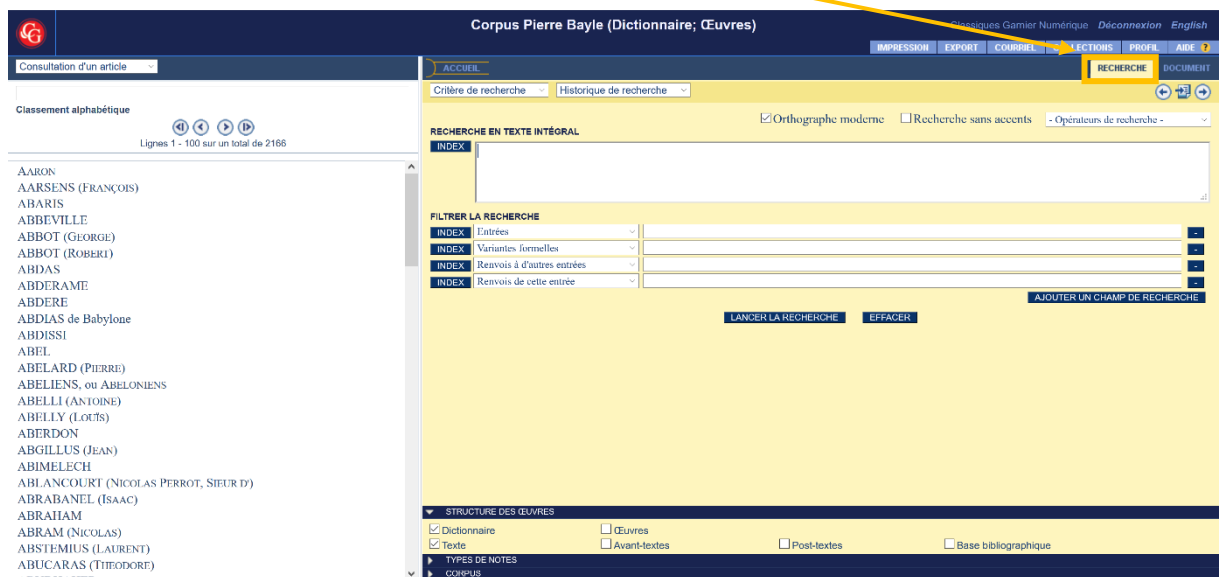 CG
Corpus Pierre Bayle (Dictionnaire; Œuvres)
Classiques Garnier Numérique Déconnexion English
IMPRESSION EXPORT COURRIEL COLLECTIONS PROFIL AIDE ?
Consultation d'un article
ACCUEIL
RECHERCHE DOCUMENT
Critère de recherche Historique de recherche
Classement alphabétique
Lignes 1 - 100 sur un total de 2166
AARON
AARSENS (FRANÇOIS)
ABARIS
ABBEVILLE
ABBOT (GEORGE)
ABBOT (ROBERT)
ABDAS
ABDERAME
ABDERE
ABDIAS de Babylone
ABDISSI
ABEL
ABELARD (PIERRE)
ABELIENS, ou ABELONIENS
ABELLI (ANTOINE)
ABELLY (LOUÏS)
ABERDON
ABGILLUS (JEAN)
ABIMELECH
ABLANCOURT (NICOLAS PERROT, SIEUR D')
ABRABANEL (ISAAC)
ABRAHAM
ABRAM (NICOLAS)
ABSTEMIUS (LAURENT)
ABUCARAS (THEODORE)
Orthographe moderne Recherche sans accents - Opérateurs de recherche -
RECHERCHE EN TEXTE INTÉGRAL
INDEX
FILTRER LA RECHERCHE
INDEX Entrées -
INDEX Variantes formelles -
INDEX Renvois à d'autres entrées -
INDEX Renvois de cette entrée -
AJOUTER UN CHAMP DE RECHERCHE
LANCER LA RECHERCHE EFFACER
STRUCTURE DES ŒUVRES
Dictionnaire Œuvres
Texte Avant-textes Post-textes Base bibliographique
TYPES DE NOTES
CORPUS